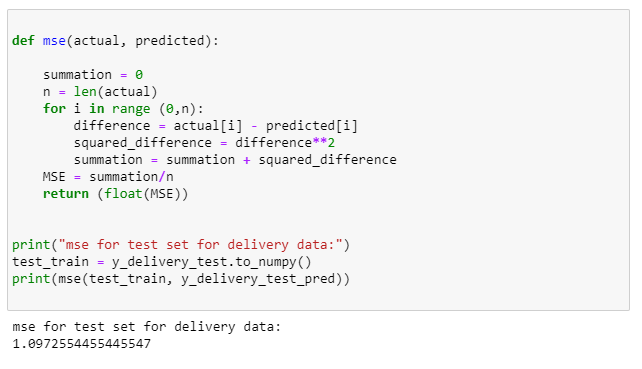 def mse(actual, predicted):
    summation = 0
    n = len(actual)
    for i in range (0,n):
        difference = actual[i] - predicted[i]
        squared_difference = difference**2
        summation = summation + squared_difference
    MSE = summation/n
    return (float(MSE))
print("mse for test set for delivery data:")
test_train = y_delivery_test.to_numpy()
print(mse(test_train, y_delivery_test_pred))
mse for test set for delivery data:
1.0972554455445547